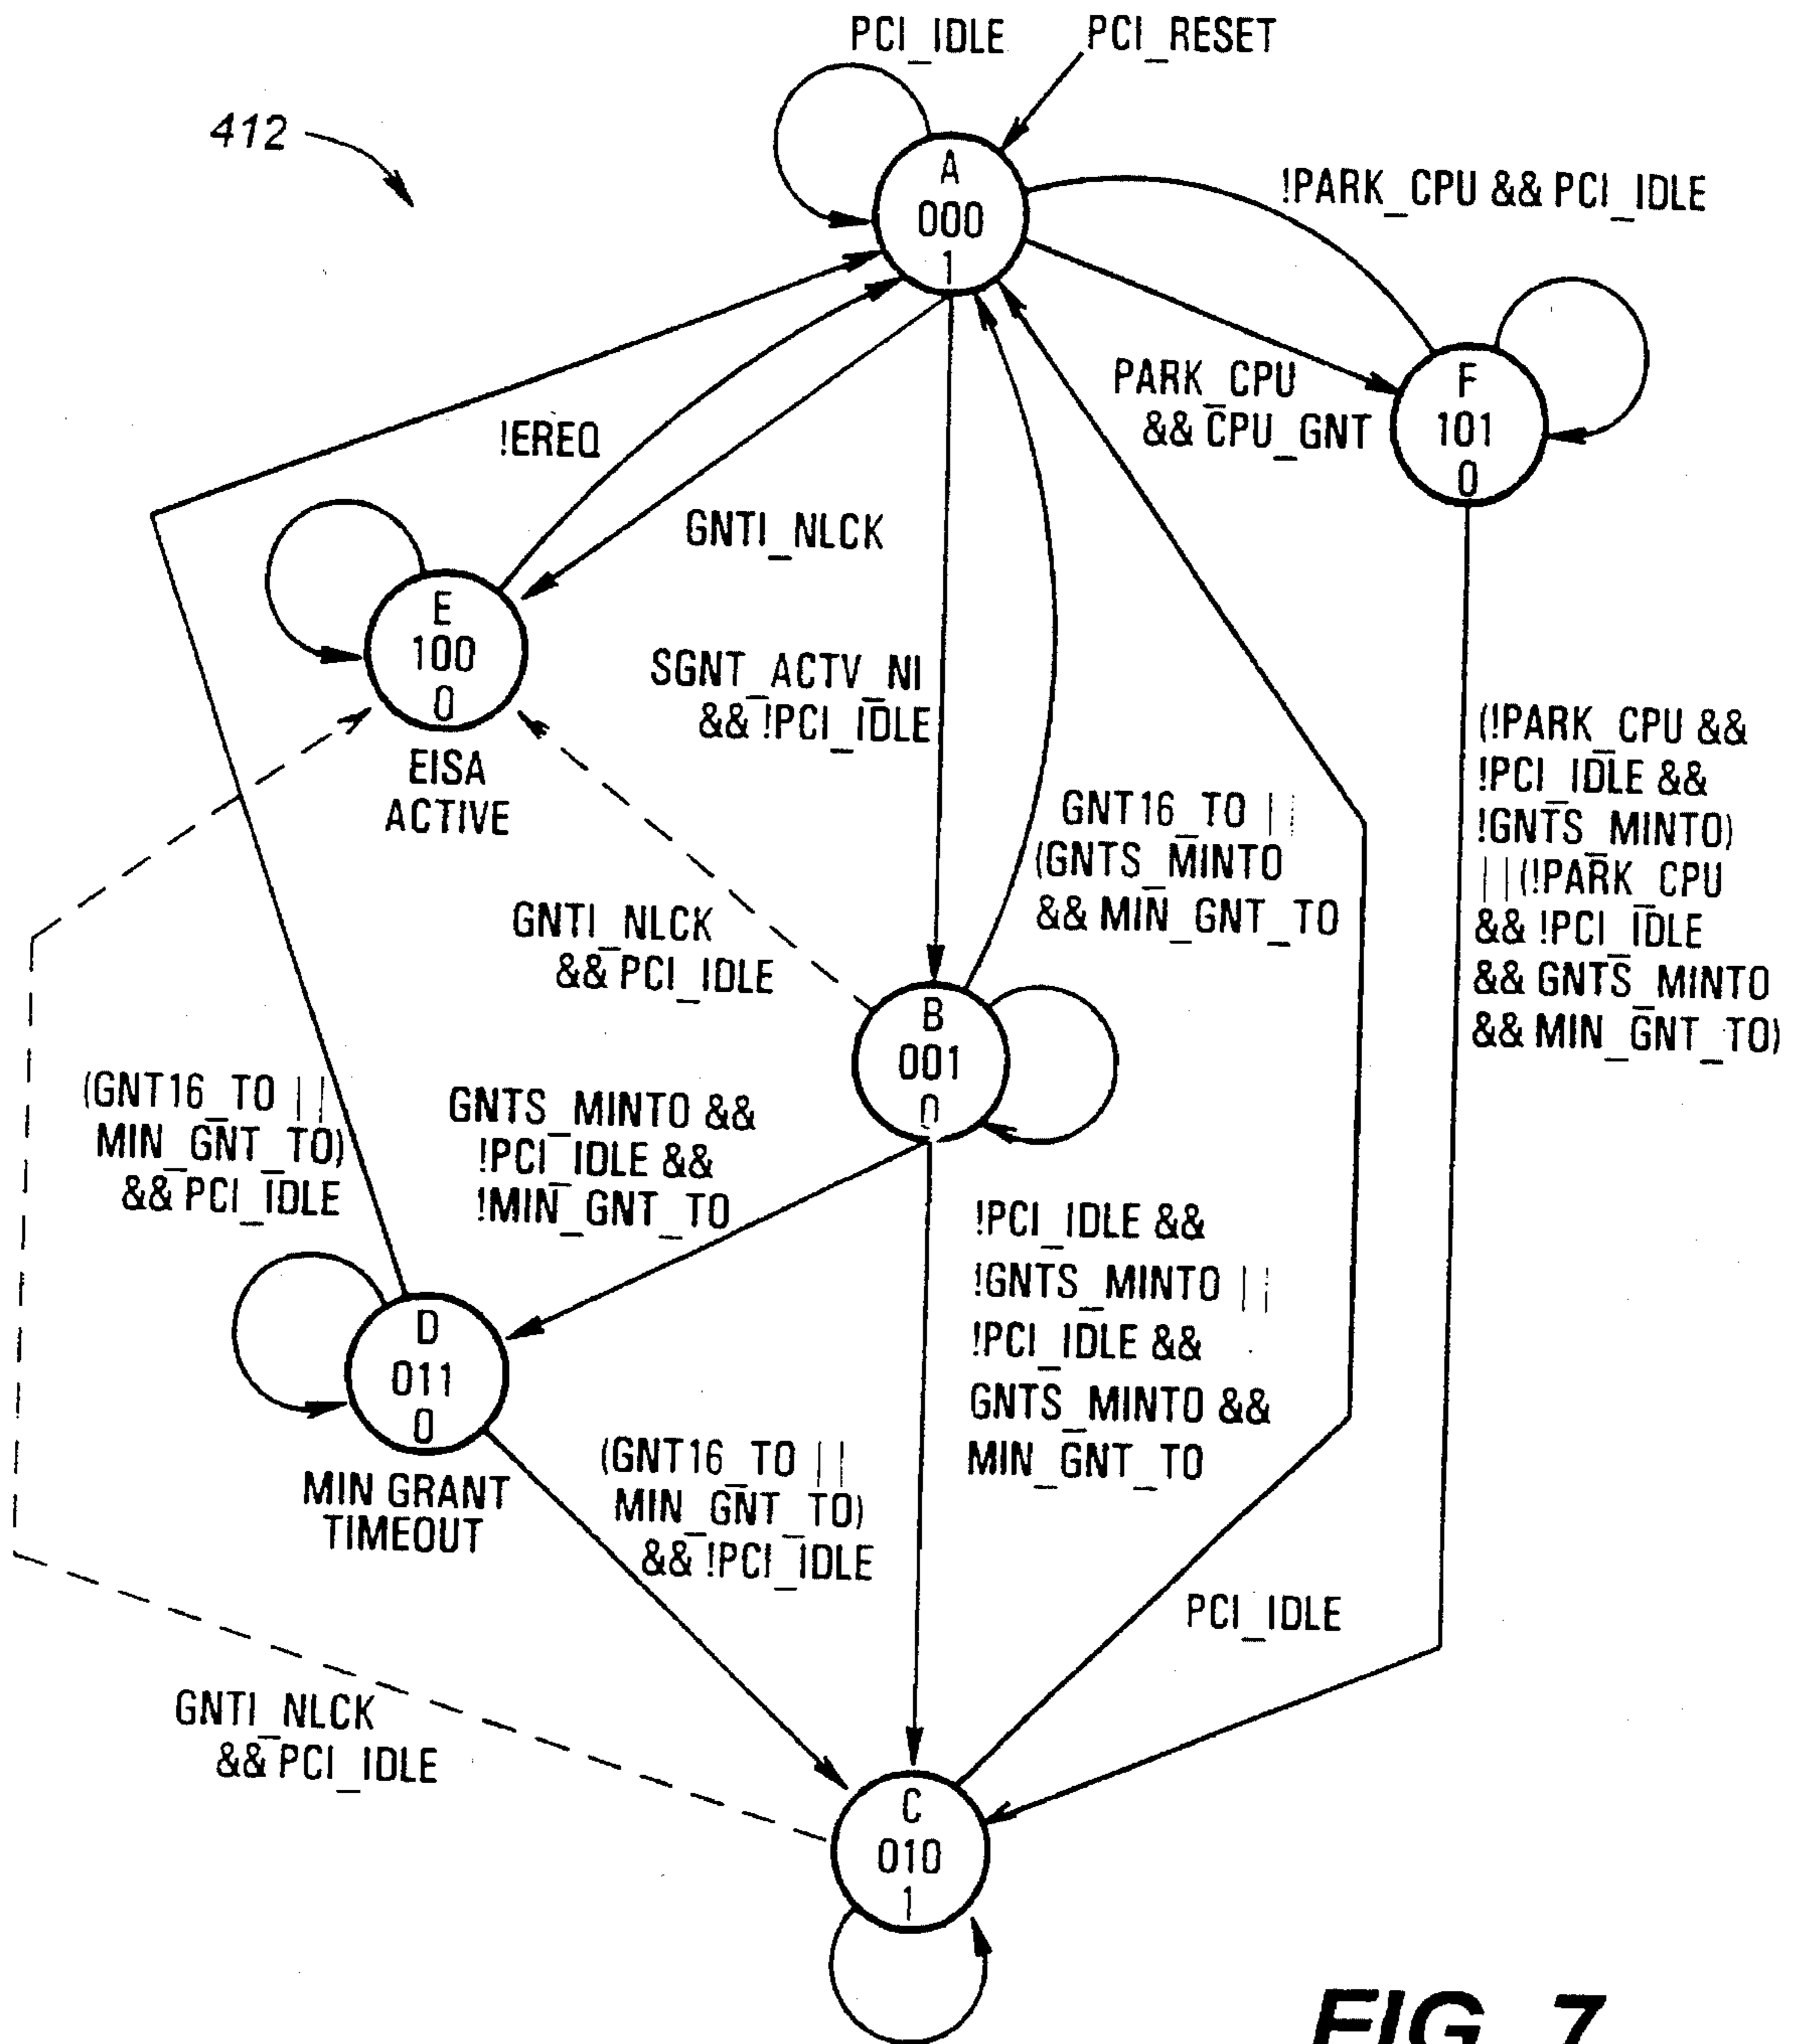 PCI_IDLE
PCI_RESET
412
A
000
1
!PARK_CPU && PCI_IDLE
PARK_CPU
&& CPU_GNT
F
101
0
!EREQ
GNTI_NLCK
E
100
0
EISA
ACTIVE
SGNT_ACTV_NI
&& !PCI_IDLE
(!PARK_CPU &&
!PCI_IDLE &&
!GNTS_MINTO)
||(!PARK_CPU
&& !PCI_IDLE
&& GNTS_MINTO
&& MIN_GNT_TO)
GNT16_TO ||
(GNTS_MINTO
&& MIN_GNT_TO
GNTI_NLCK
&& PCI_IDLE
B
001
0
(GNT16_TO ||
MIN_GNT_TO)
&& PCI_IDLE
GNTS_MINTO &&
!PCI_IDLE &&
!MIN_GNT_TO
!PCI_IDLE &&
!GNTS_MINTO ||
!PCI_IDLE &&
GNTS_MINTO &&
MIN_GNT_TO
D
011
0
MIN GRANT
TIMEOUT
(GNT16_TO ||
MIN_GNT_TO)
&& !PCI_IDLE
PCI_IDLE
GNTI_NLCK
&& PCI_IDLE
C
010
1
FIG. 7